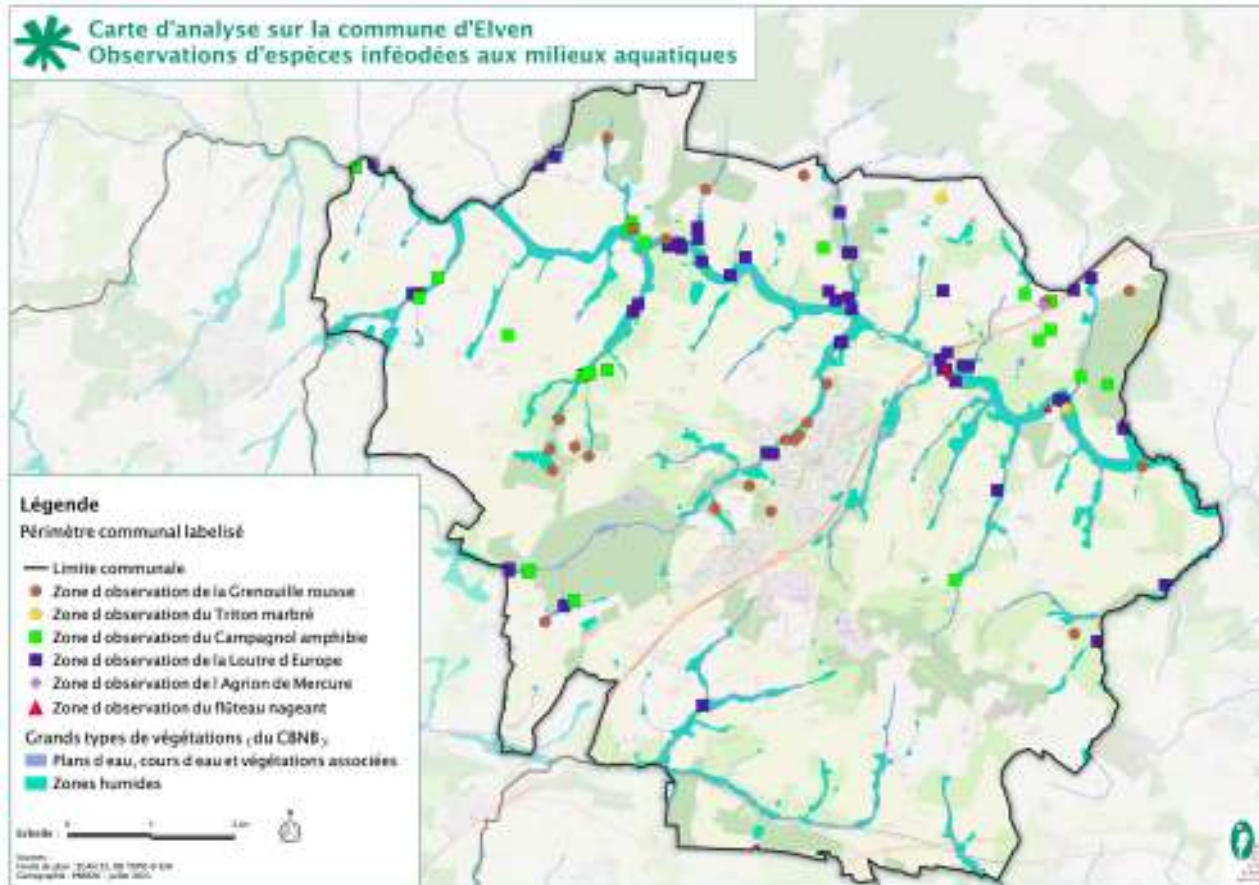 Carte d'analyse sur la commune d'Elven
Observations d'espèces inféodées aux milieux aquatiques
Légende
Périmètre communal labelisé
Limite communale
Zone d observation de la Grenouille rousse
Zone d observation du Triton marbré
Zone d observation du Campagnol amphibie
Zone d observation de la Loutre d Europe
Zone d observation de l Agrion de Mercure
Zone d observation du flûteau nageant
Grands types de végétations (du CBNB)
Plans d eau, cours d eau et végétations associées
Zones humides
Echelle :